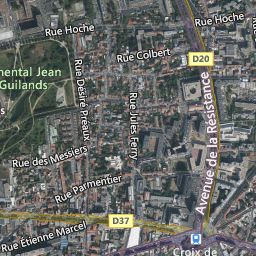 Rue Hoche
Rue Hoche
Rue Colbert
D20
mental Jean
Guilands
Rue Désiré Préaux
Rue Jules Ferry
Avenue de la Résistance
Rue des Messiers
Rue Parmentier
D37
Rue Étienne Marcel
Croix de